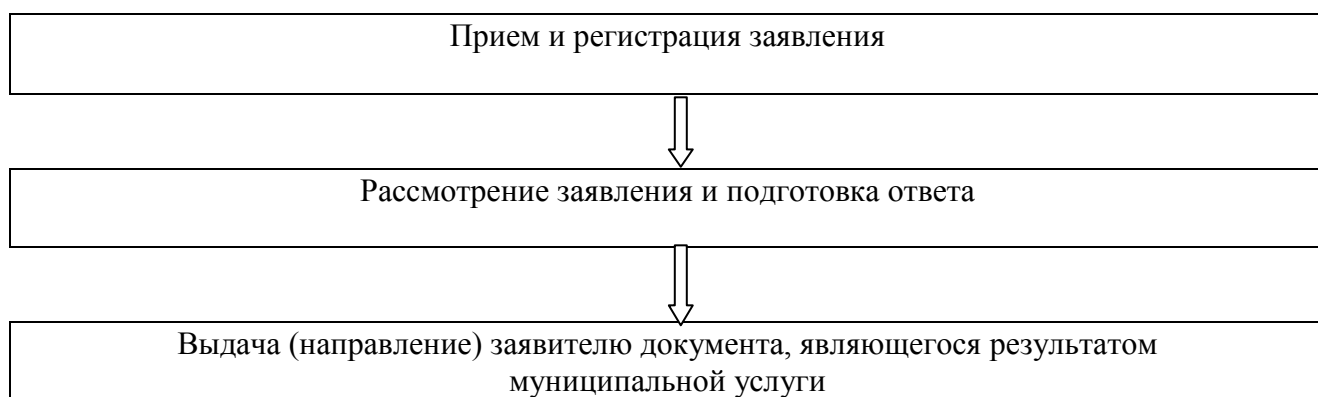 Прием и регистрация заявления
Рассмотрение заявления и подготовка ответа
Выдача (направление) заявителю документа, являющегося результатом
муниципальной услуги